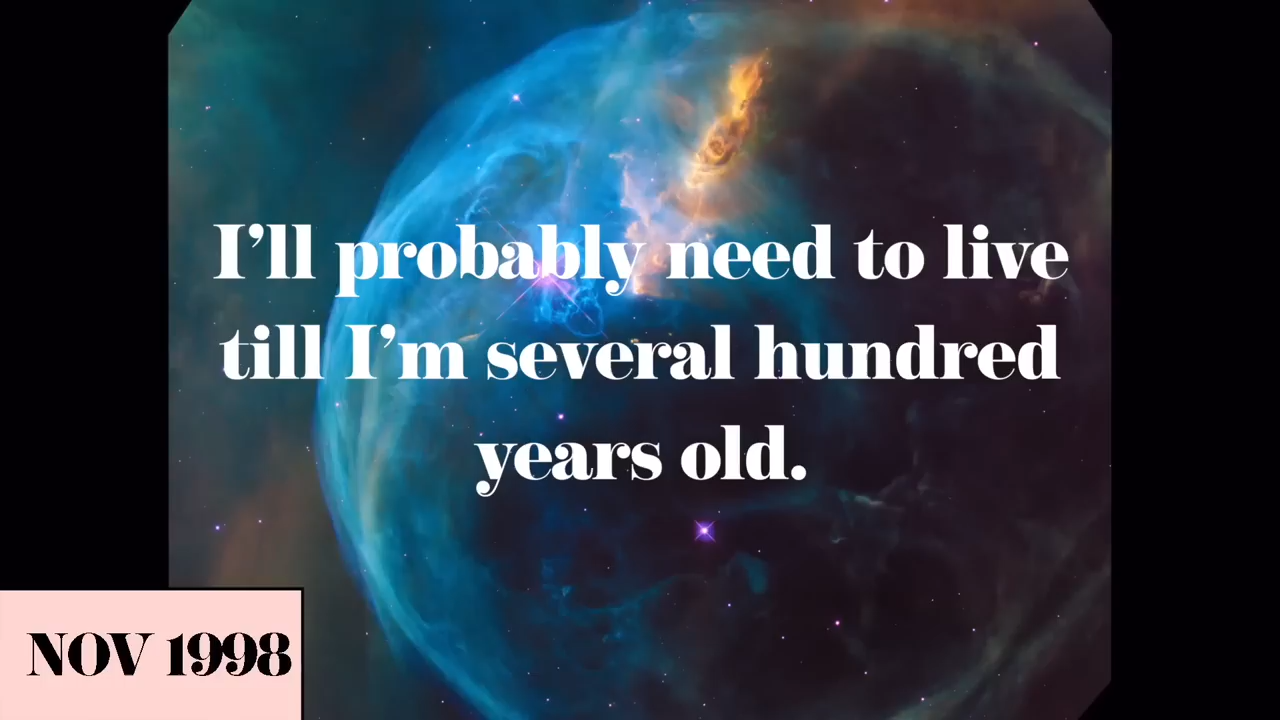 I’ll probably need to live
till I’m several hundred
years old.
NOV 1998